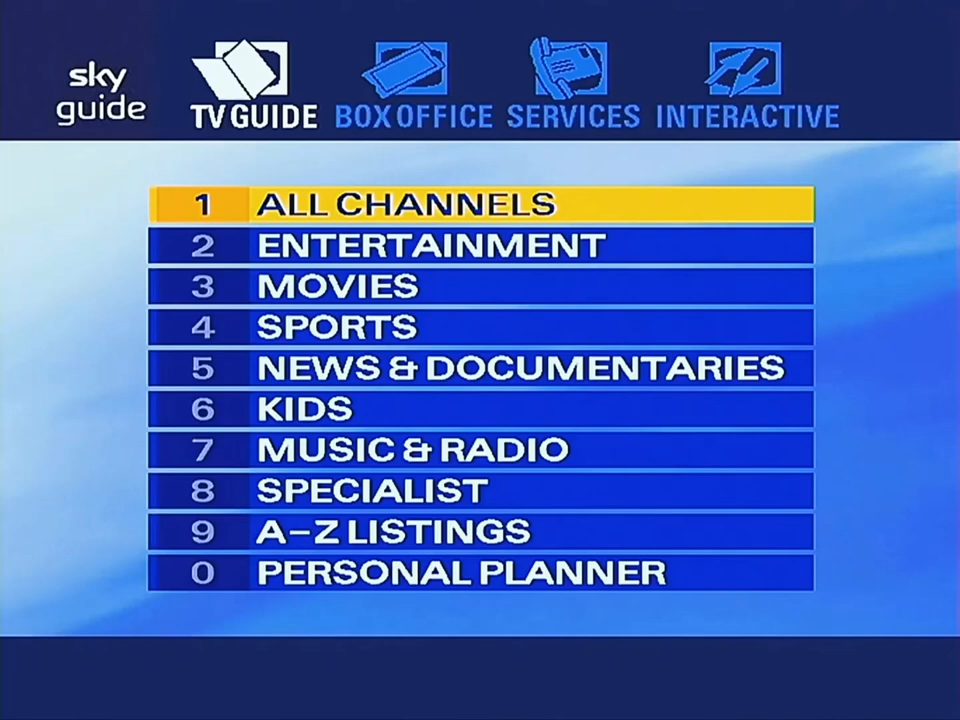 sky
guide
TV GUIDE BOX OFFICE SERVICES INTERACTIVE
1 ALL CHANNELS
2 ENTERTAINMENT
3 MOVIES
4 SPORTS
5 NEWS & DOCUMENTARIES
6 KIDS
7 MUSIC & RADIO
8 SPECIALIST
9 A–Z LISTINGS
0 PERSONAL PLANNER